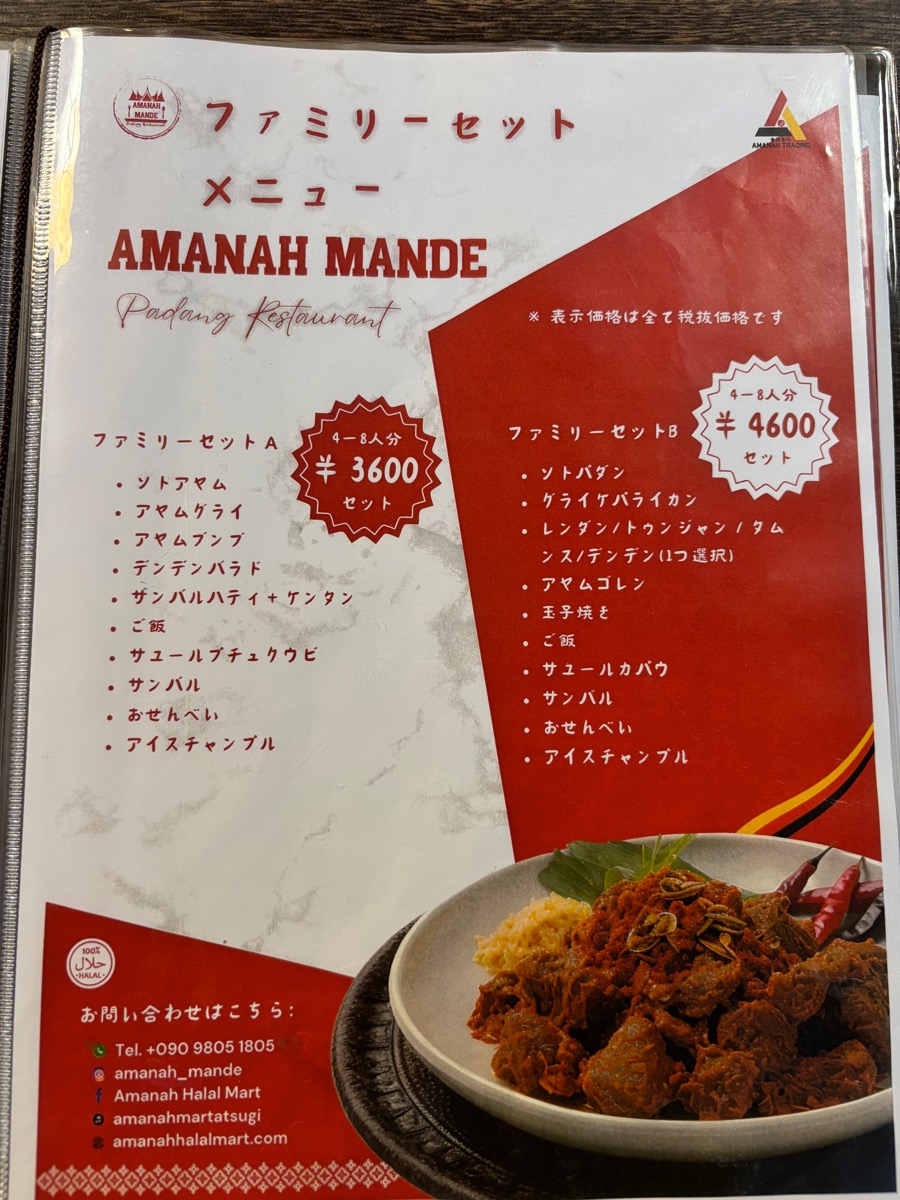 AMANAH
MANDE
Padang Restaurant
ファミリーセット
メニュー
AMANAH TRADING
AMANAH MANDE
Padang Restaurant
※ 表示価格は全て税抜価格です
ファミリーセット A
4－8人分
¥ 3600
セット
• ソトアヤム
• アヤムグライ
• アヤムブンブ
• デンデンバラド
• サンバルハティ + ケンタン
• ご飯
• サユールプチュクウビ
• サンバル
• おせんべい
• アイスチャンプル
ファミリーセットB
4－8人分
¥ 4600
セット
• ソトパダン
• グライケパライカン
• レンダン/トゥンジャン / タム
ンス/デンデン(1つ選択)
• アヤムゴレン
• 玉子焼き
• ご飯
• サユールカパウ
• サンバル
• おせんべい
• アイスチャンプル
100%
حلال
HALAL
お問い合わせはこちら:
Tel. +090 9805 1805
amanah_mande
Amanah Halal Mart
amanahmartatsugi
amanahhalalmart.com